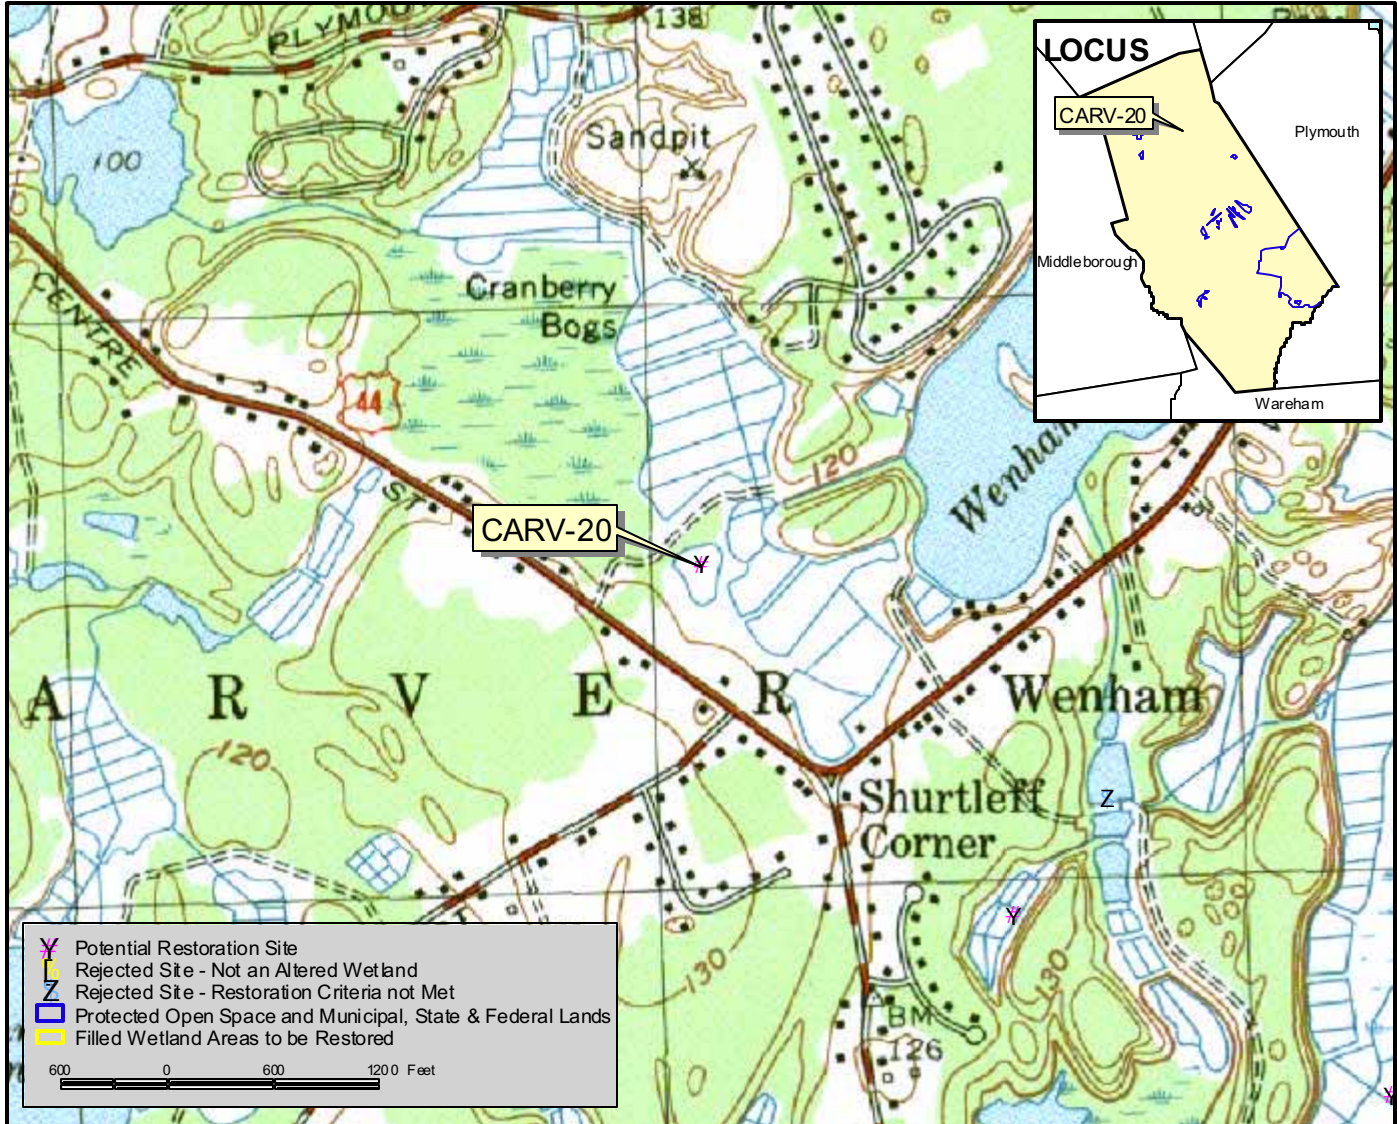 138
LOCUS
CARV-20
Plymouth
Sandpit
100
Middleborough
Cranberry
Bogs
CENTRE
Wareham
44
120
ST
CARV-20
A R V E R
Wenham
120
Shurtleff
Corner
Z
Y
130
130
BM
126
Potential Restoration Site
Rejected Site - Not an Altered Wetland
Z Rejected Site - Restoration Criteria not Met
Protected Open Space and Municipal, State & Federal Lands
Filled Wetland Areas to be Restored
600 0 600 1200 Feet